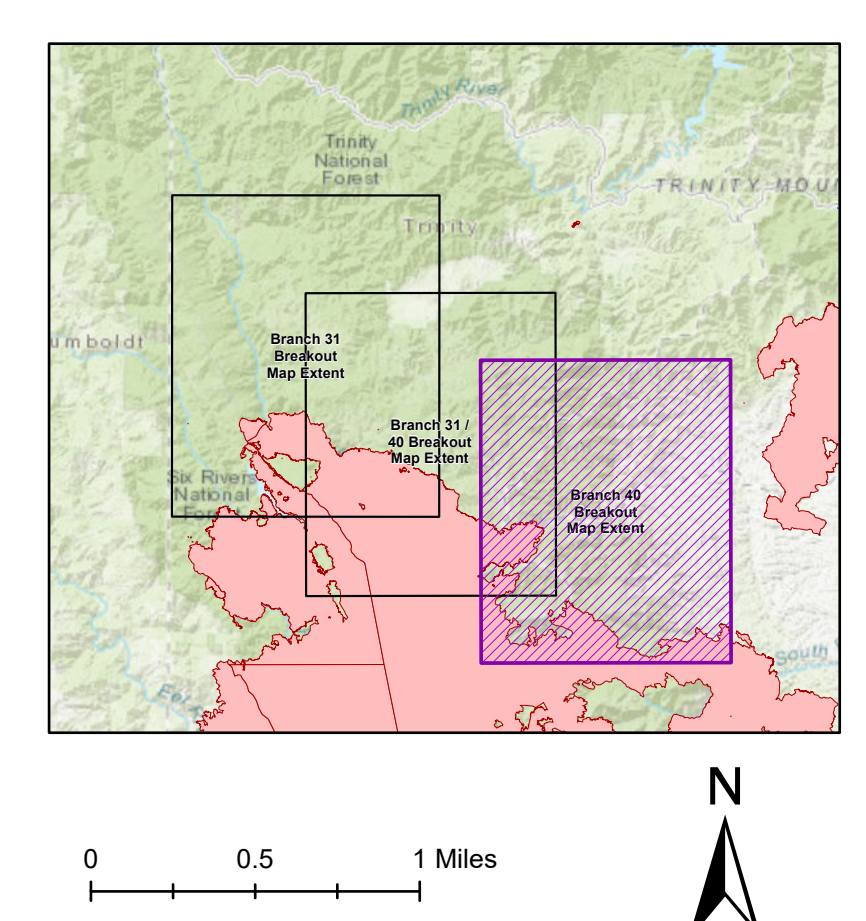 Trinity River
Trinity
National
Forest
TRINITY MOU
Trinity
umboldt
Branch 31
Breakout
Map Extent
Branch 31 /
40 Breakout
Map Extent
Six Rivers
National
Forest
Branch 40
Breakout
Map Extent
South
Eel
N
0 0.5 1 Miles